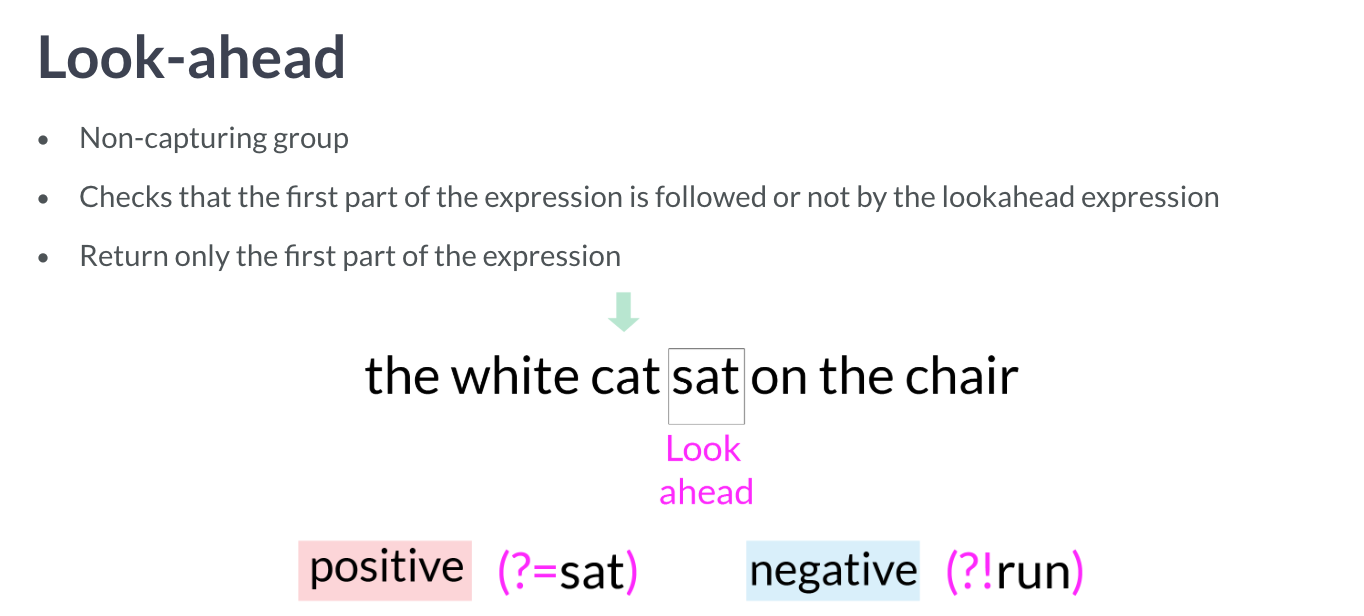 Look-ahead
• Non-capturing group
• Checks that the first part of the expression is followed or not by the lookahead expression
• Return only the first part of the expression
the white cat sat on the chair
Look
ahead
positive (?=sat) negative (?!run)